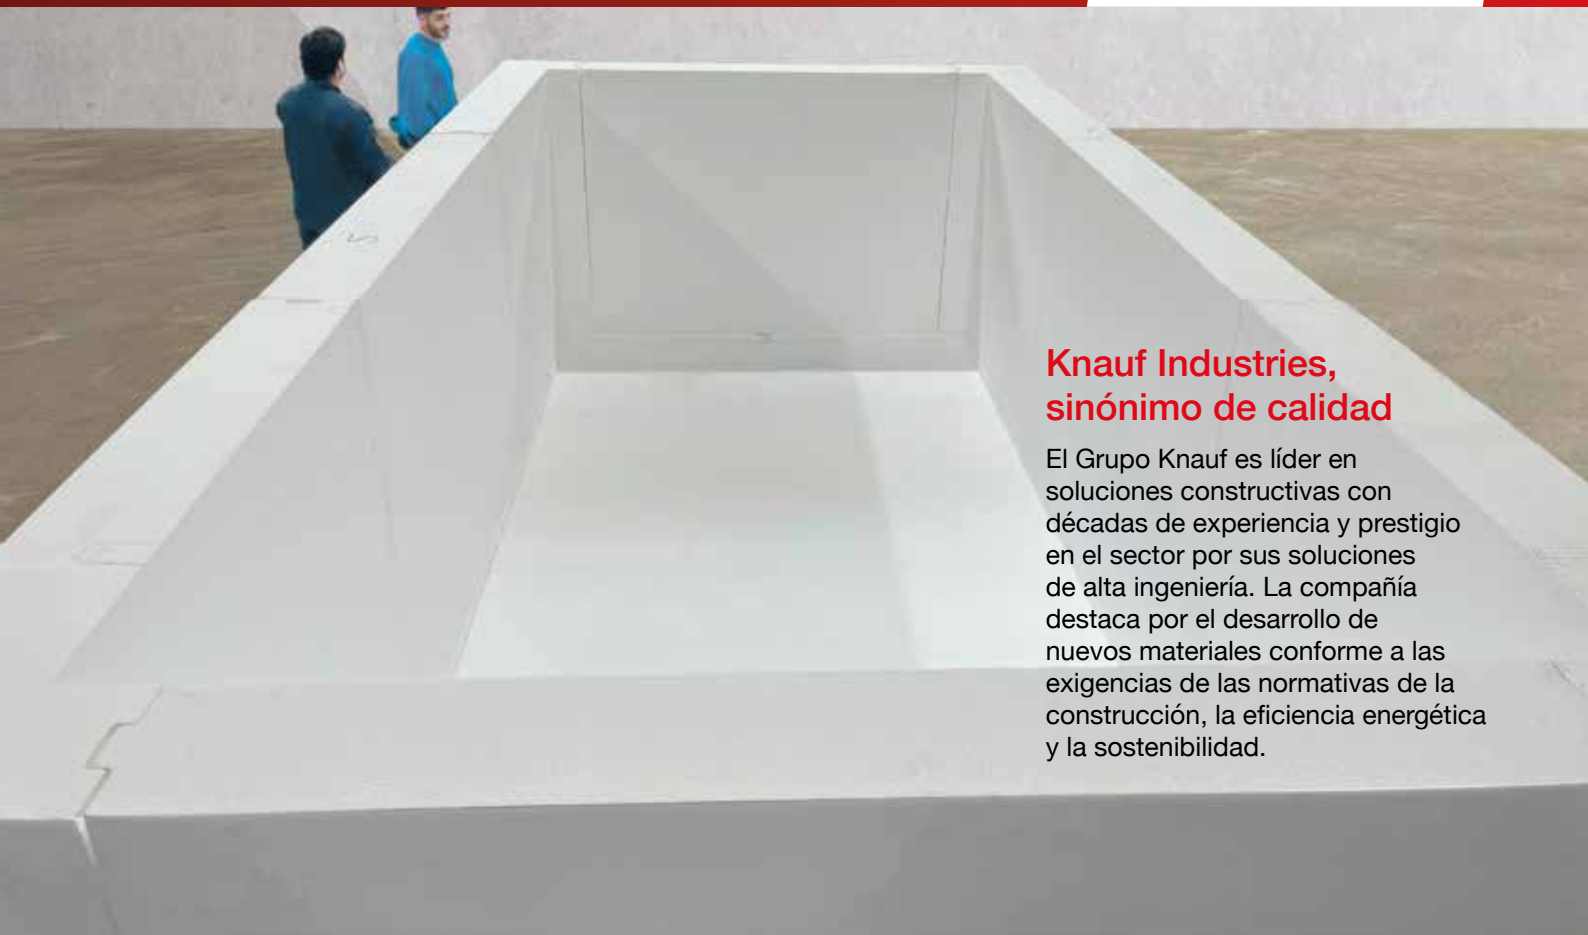 Knauf Industries,
sinónimo de calidad
El Grupo Knauf es líder en
soluciones constructivas con
décadas de experiencia y prestigio
en el sector por sus soluciones
de alta ingeniería. La compañía
destaca por el desarrollo de
nuevos materiales conforme a las
exigencias de las normativas de la
construcción, la eficiencia energética
y la sostenibilidad.